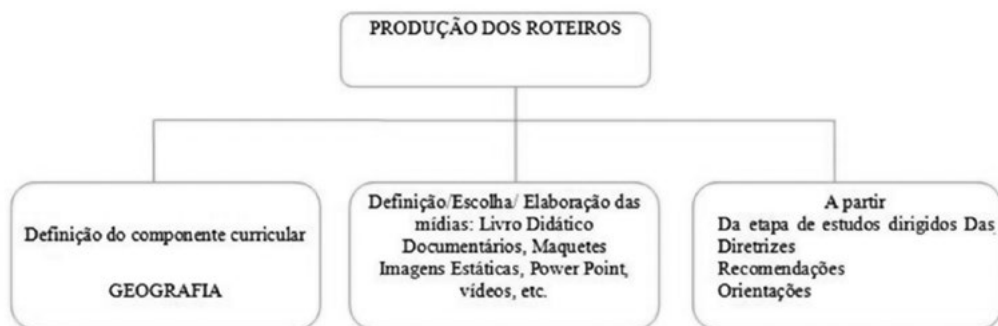 PRODUÇÃO DOS ROTEIROS
Definição do componente curricular
GEOGRAFIA
Definição/Escolha/ Elaboração das
mídias: Livro Didático
Documentários, Maquetes
Imagens Estáticas, Power Point,
vídeos, etc.
A partir
Da etapa de estudos dirigidos Das
Diretrizes
Recomendações
Orientações